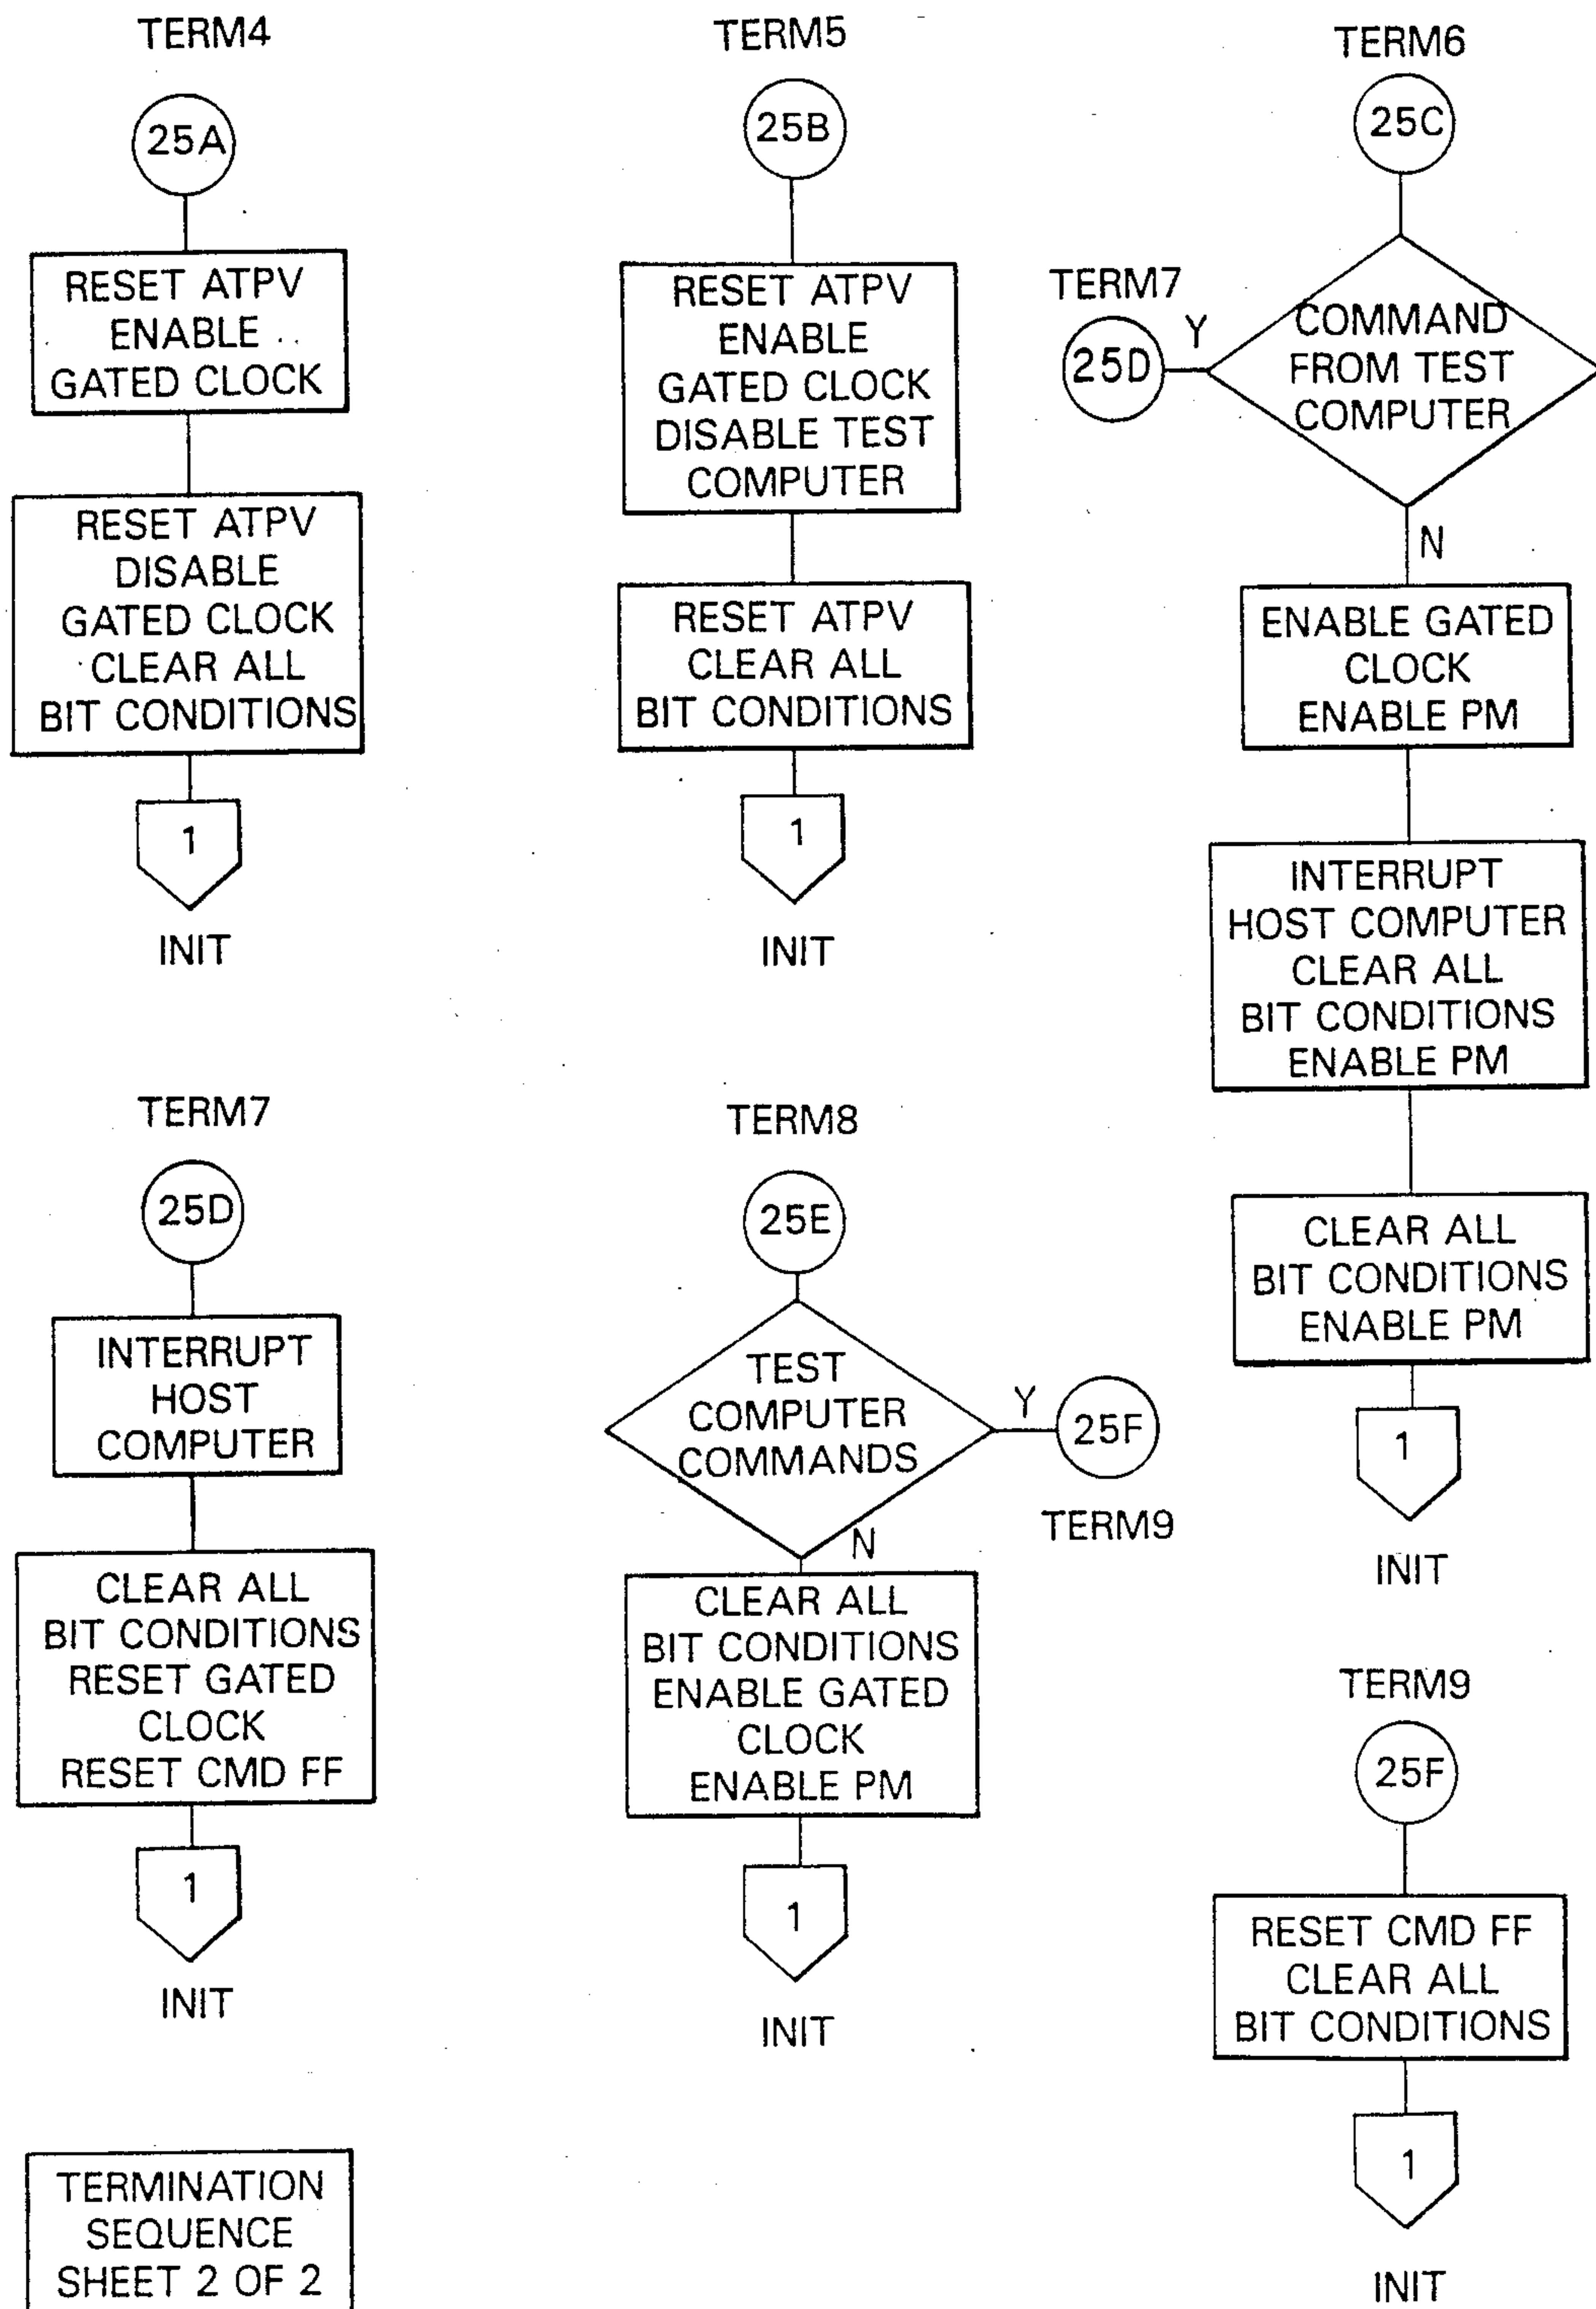 TERM4
25A
RESET ATPV
ENABLE
GATED CLOCK
RESET ATPV
DISABLE
GATED CLOCK
CLEAR ALL
BIT CONDITIONS
1
INIT
TERM5
25B
RESET ATPV
ENABLE
GATED CLOCK
DISABLE TEST
COMPUTER
RESET ATPV
CLEAR ALL
BIT CONDITIONS
1
INIT
TERM6
25C
COMMAND
FROM TEST
COMPUTER
Y
TERM7
25D
N
ENABLE GATED
CLOCK
ENABLE PM
INTERRUPT
HOST COMPUTER
CLEAR ALL
BIT CONDITIONS
ENABLE PM
CLEAR ALL
BIT CONDITIONS
ENABLE PM
1
INIT
TERM7
25D
INTERRUPT
HOST
COMPUTER
CLEAR ALL
BIT CONDITIONS
RESET GATED
CLOCK
RESET CMD FF
1
INIT
TERM8
25E
TEST
COMPUTER
COMMANDS
Y
25F
TERM9
N
CLEAR ALL
BIT CONDITIONS
ENABLE GATED
CLOCK
ENABLE PM
1
INIT
TERM9
25F
RESET CMD FF
CLEAR ALL
BIT CONDITIONS
1
INIT
TERMINATION
SEQUENCE
SHEET 2 OF 2